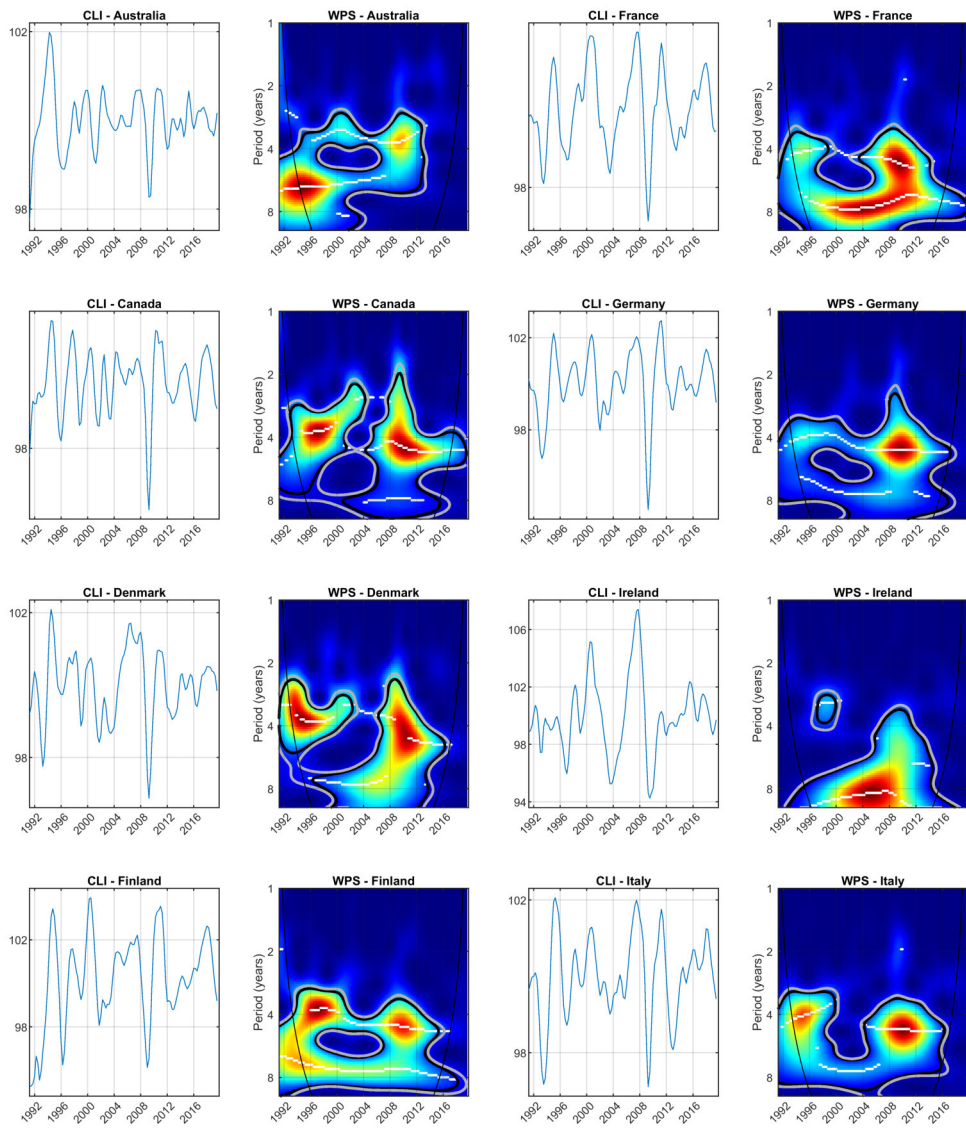 CLI - Australia
102
98
1992 1996 2000 2004 2008 2012 2016
WPS - Australia
Period (years)
1
2
4
8
1992 1996 2000 2004 2008 2012 2016
CLI - France
98
1992 1996 2000 2004 2008 2012 2016
WPS - France
Period (years)
1
2
4
8
1992 1996 2000 2004 2008 2012 2016
CLI - Canada
98
1992 1996 2000 2004 2008 2012 2016
WPS - Canada
Period (years)
1
2
4
8
1992 1996 2000 2004 2008 2012 2016
CLI - Germany
102
98
1992 1996 2000 2004 2008 2012 2016
WPS - Germany
Period (years)
1
2
4
8
1992 1996 2000 2004 2008 2012 2016
CLI - Denmark
102
98
1992 1996 2000 2004 2008 2012 2016
WPS - Denmark
Period (years)
1
2
4
8
1992 1996 2000 2004 2008 2012 2016
CLI - Ireland
106
102
98
94
1992 1996 2000 2004 2008 2012 2016
WPS - Ireland
Period (years)
1
2
4
8
1992 1996 2000 2004 2008 2012 2016
CLI - Finland
102
98
1992 1996 2000 2004 2008 2012 2016
WPS - Finland
Period (years)
1
2
4
8
1992 1996 2000 2004 2008 2012 2016
CLI - Italy
102
98
1992 1996 2000 2004 2008 2012 2016
WPS - Italy
Period (years)
1
2
4
8
1992 1996 2000 2004 2008 2012 2016